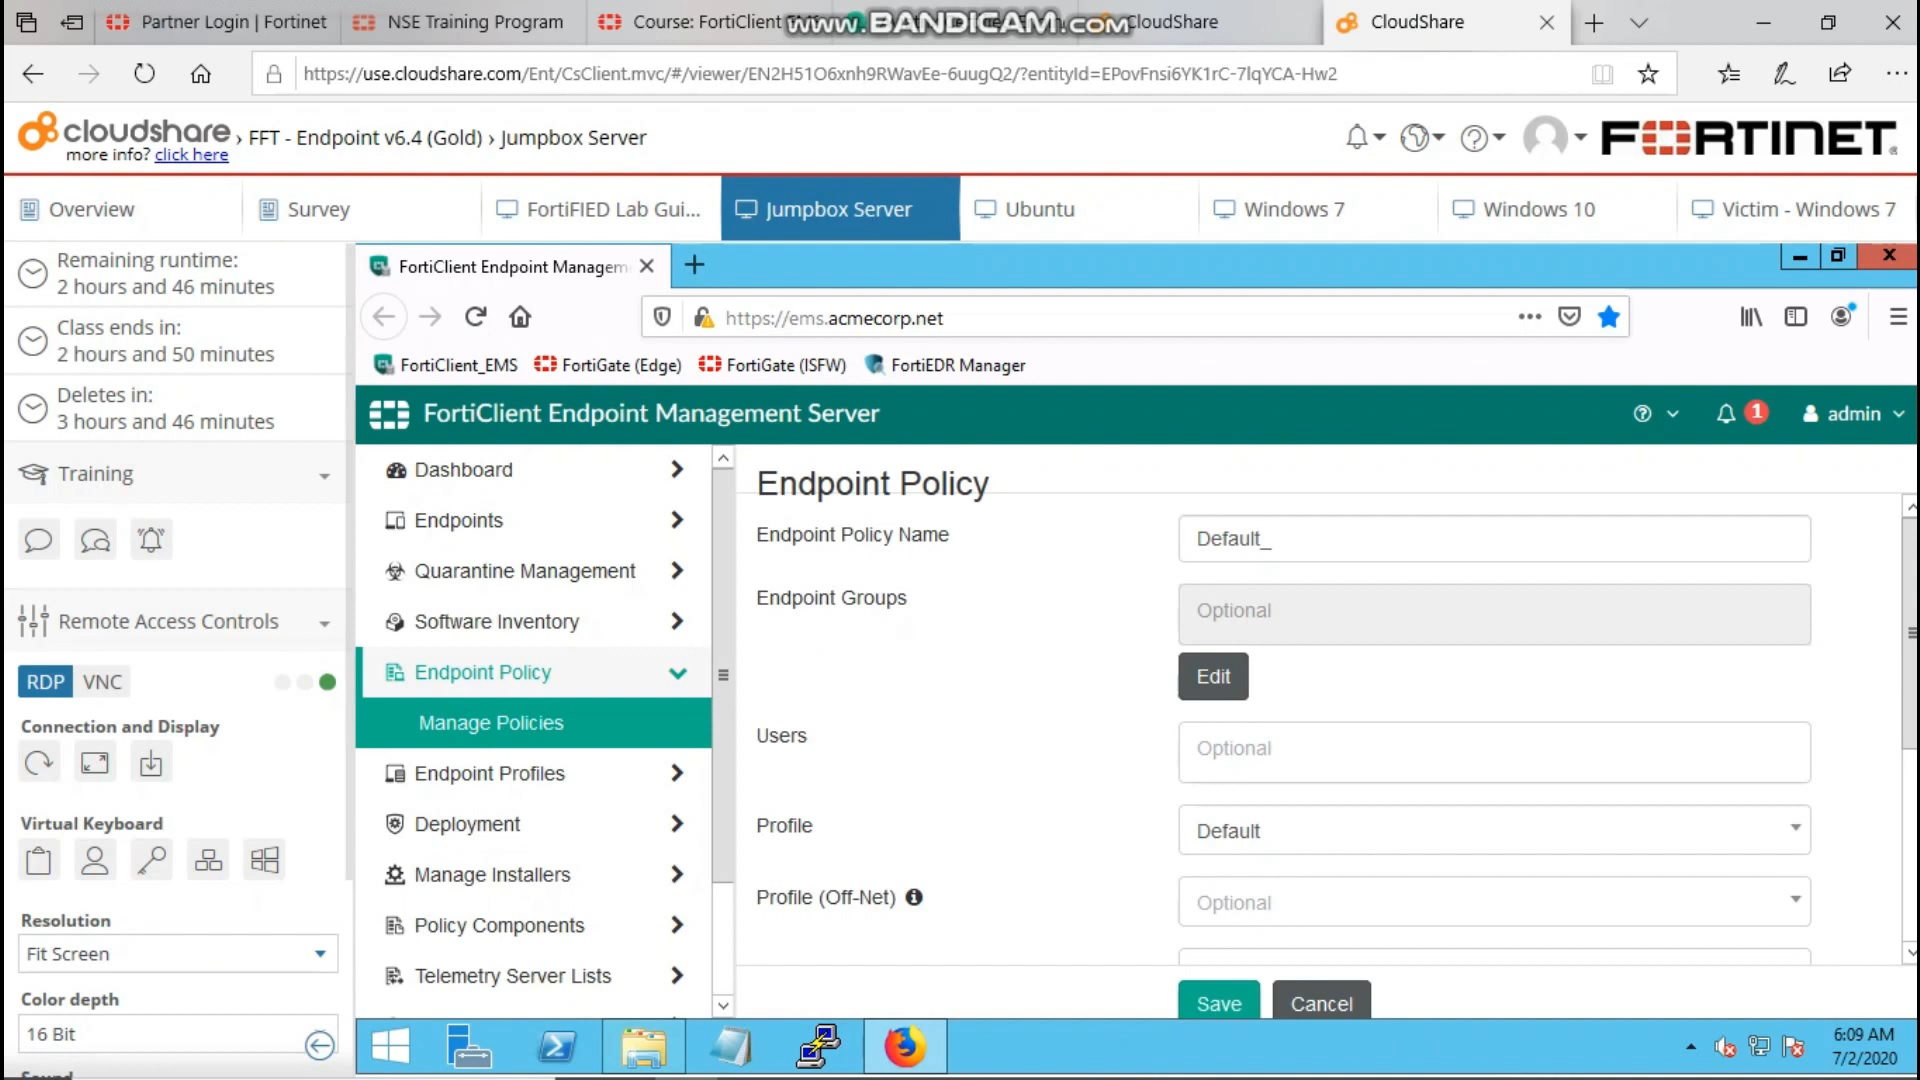 Partner Login | Fortinet
NSE Training Program
Course: FortiClient
www.BANDICAM.com
CloudShare
CloudShare
https://use.cloudshare.com/Ent/CsClient.mvc/#/viewer/EN2H51O6xnh9RWavEe-6uugQ2/?entityId=EPovFnsi6YK1rC-7lqYCA-Hw2
cloudshare › FFT - Endpoint v6.4 (Gold) › Jumpbox Server
more info? click here
FORTINET
Overview
Survey
FortiFIED Lab Gui...
Jumpbox Server
Ubuntu
Windows 7
Windows 10
Victim - Windows 7
Remaining runtime:
2 hours and 46 minutes
Class ends in:
2 hours and 50 minutes
Deletes in:
3 hours and 46 minutes
Training
Remote Access Controls
RDP VNC
Connection and Display
Virtual Keyboard
Resolution
Fit Screen
Color depth
16 Bit
Sound
FortiClient Endpoint Managem
https://ems.acmecorp.net
FortiClient_EMS
FortiGate (Edge)
FortiGate (ISFW)
FortiEDR Manager
FortiClient Endpoint Management Server
1
admin
Dashboard
Endpoints
Quarantine Management
Software Inventory
Endpoint Policy
Manage Policies
Endpoint Profiles
Deployment
Manage Installers
Policy Components
Telemetry Server Lists
Endpoint Policy
Endpoint Policy Name
Default_
Endpoint Groups
Optional
Edit
Users
Optional
Profile
Default
Profile (Off-Net)
Optional
Save
Cancel
6:09 AM
7/2/2020